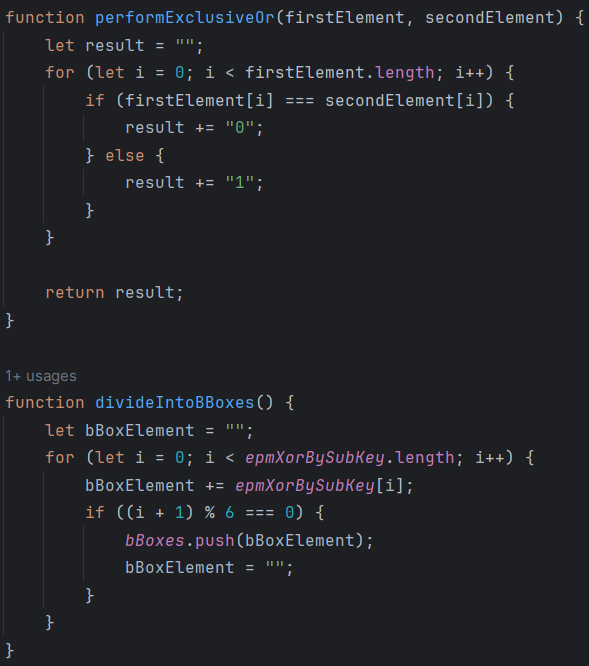 function performExclusiveOr(firstElement, secondElement) {
    let result = "";
    for (let i = 0; i < firstElement.length; i++) {
        if (firstElement[i] === secondElement[i]) {
            result += "0";
        } else {
            result += "1";
        }
    }

    return result;
}

1+ usages
function divideIntoBBoxes() {
    let bBoxElement = "";
    for (let i = 0; i < epmXorBySubKey.length; i++) {
        bBoxElement += epmXorBySubKey[i];
        if ((i + 1) % 6 === 0) {
            bBoxes.push(bBoxElement);
            bBoxElement = "";
        }
    }
}